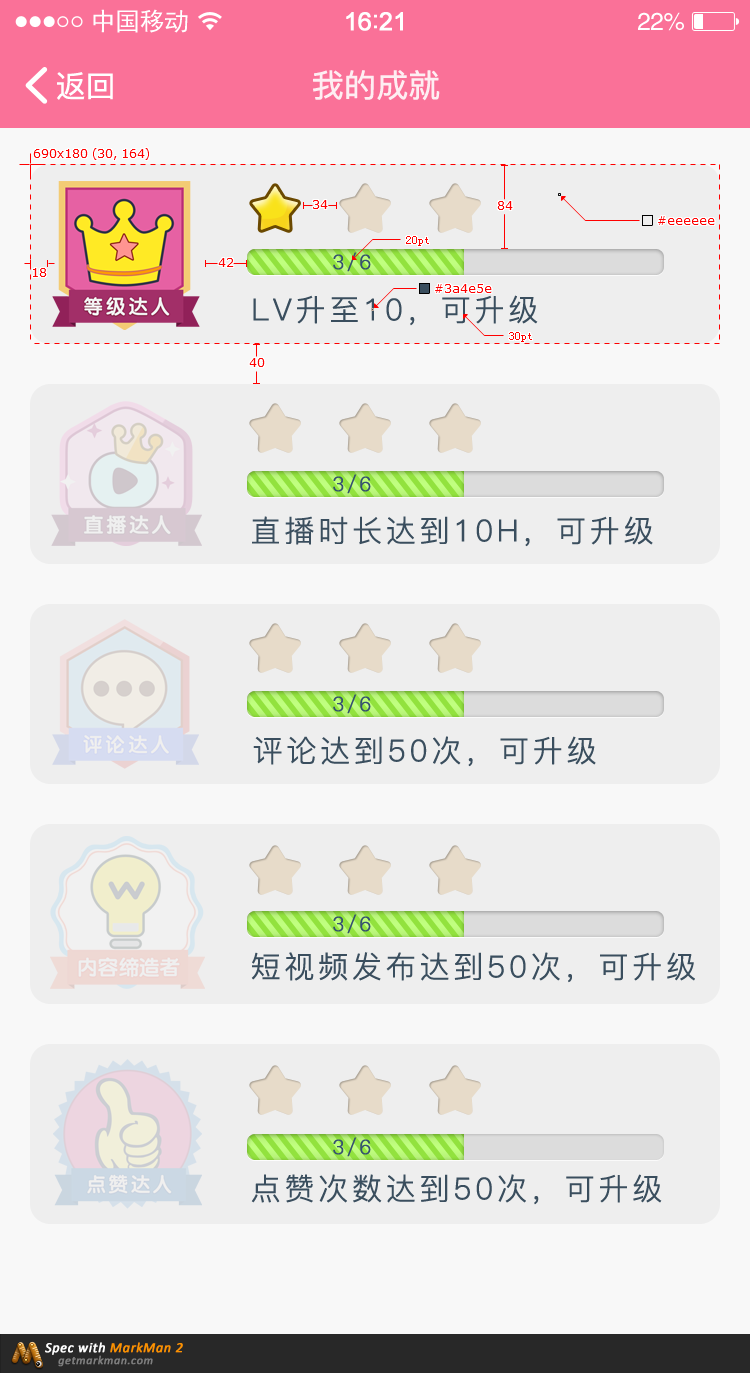 中国移动 16:21 22%
返回 我的成就
690x180 (30, 164)
34
84
#eeeeee
20pt
18
42
3/6
#3a4e5e
等级达人
LV升至10，可升级
30pt
40
3/6
直播达人
直播时长达到10H，可升级
3/6
评论达人
评论达到50次，可升级
3/6
内容缔造者
短视频发布达到50次，可升级
3/6
点赞达人
点赞次数达到50次，可升级
Spec with MarkMan 2
getmarkman.com